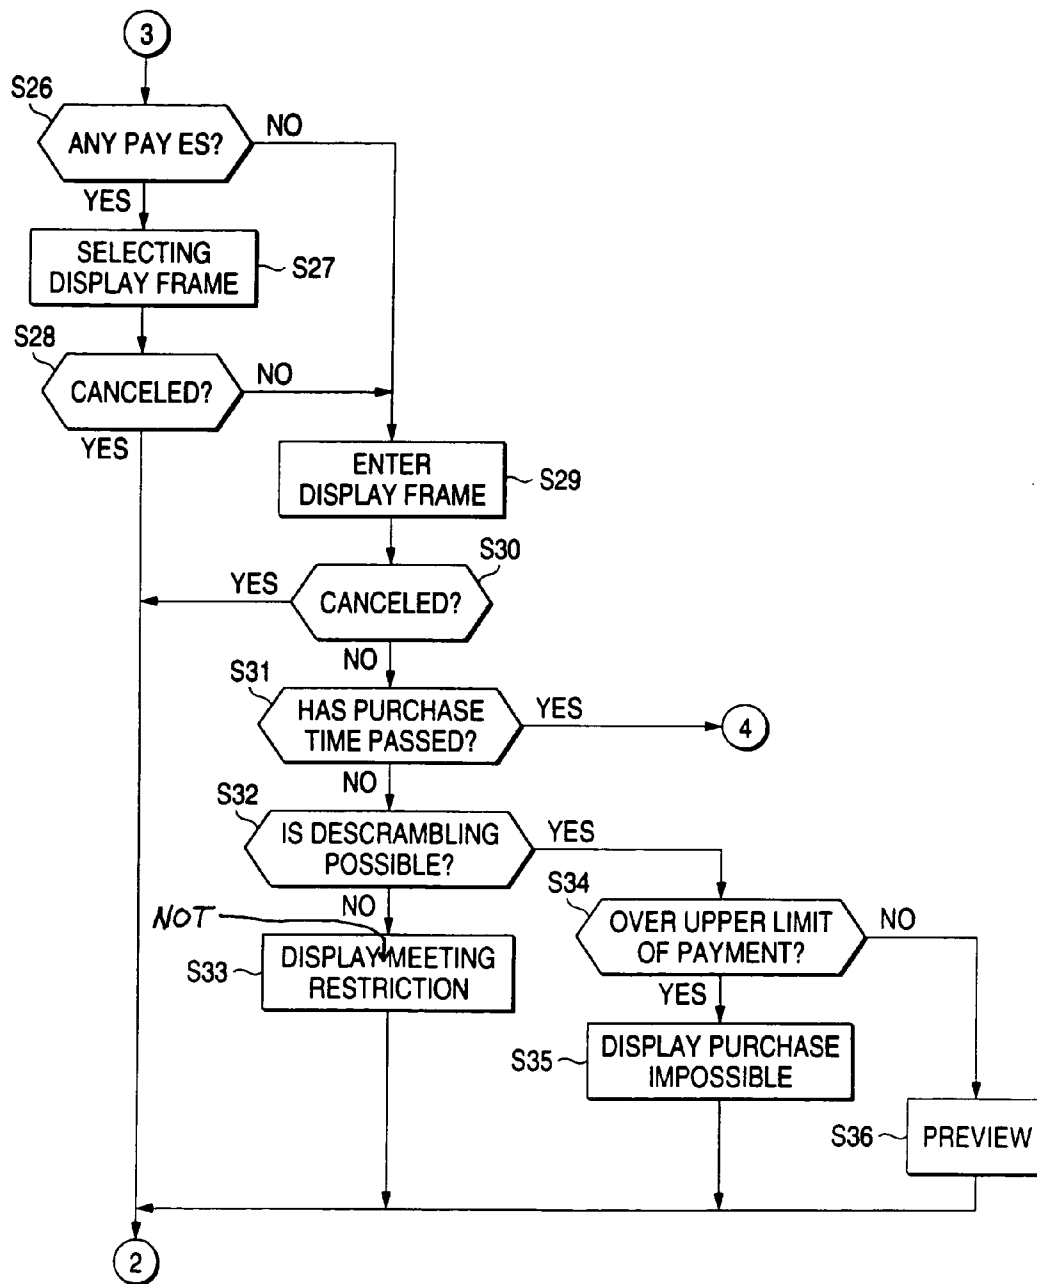 3
S26
ANY PAY ES?
NO
YES
SELECTING
DISPLAY FRAME
S27
S28
CANCELED?
NO
YES
ENTER
DISPLAY FRAME
S29
S30
YES
CANCELED?
NO
S31
HAS PURCHASE
TIME PASSED?
YES
4
NO
S32
IS DESCRAMBLING
POSSIBLE?
YES
NO
NOT
S33
DISPLAY MEETING
RESTRICTION
S34
OVER UPPER LIMIT
OF PAYMENT?
NO
YES
S35
DISPLAY PURCHASE
IMPOSSIBLE
S36
PREVIEW
2